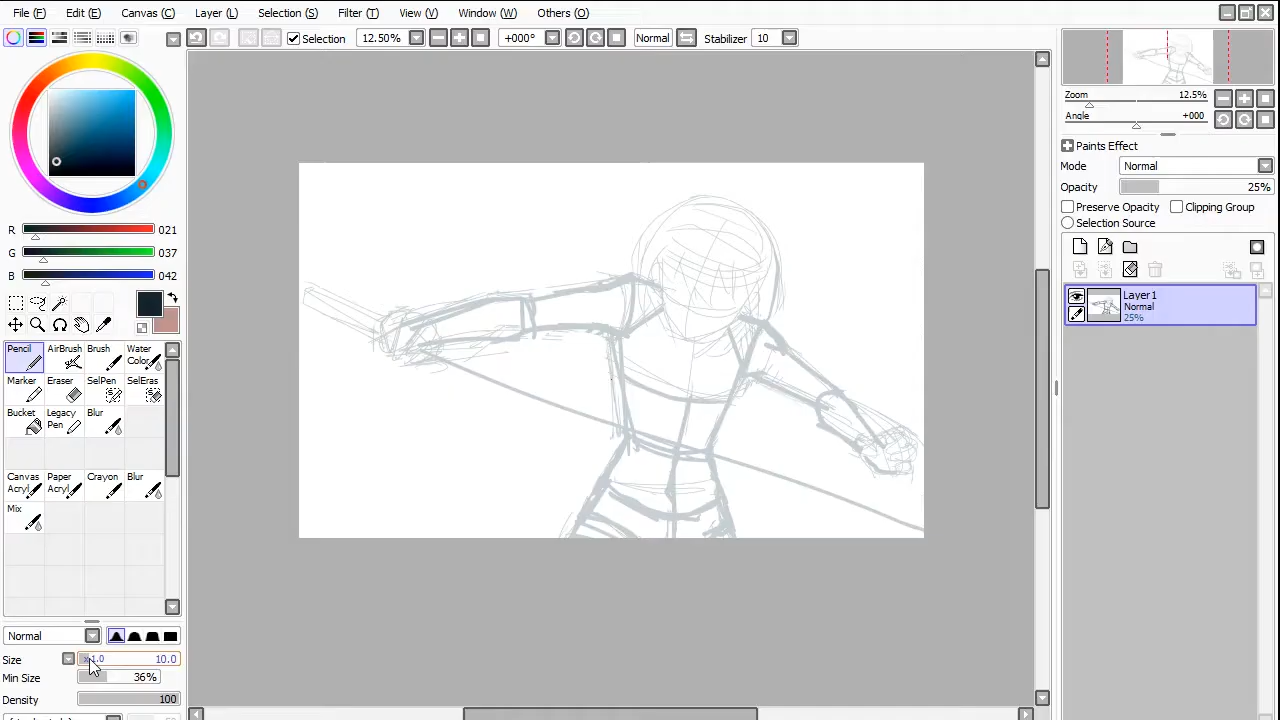 File (F) Edit (E) Canvas (C) Layer (L) Selection (S) Filter (T) View (V) Window (W) Others (O)
Selection 12.50% +000° Normal Stabilizer 10
Zoom 12.5%
Angle +000
Paints Effect
Mode Normal
Opacity 25%
Preserve Opacity Clipping Group
Selection Source
Layer1
Normal
25%
R 021
G 037
B 042
Pencil AirBrush Brush Water Color
Marker Eraser SelPen SelEras
Bucket Legacy Pen Blur
Canvas Acryl Paper Acryl Crayon Blur
Mix
Normal
Size x1.0 10.0
Min Size 36%
Density 100